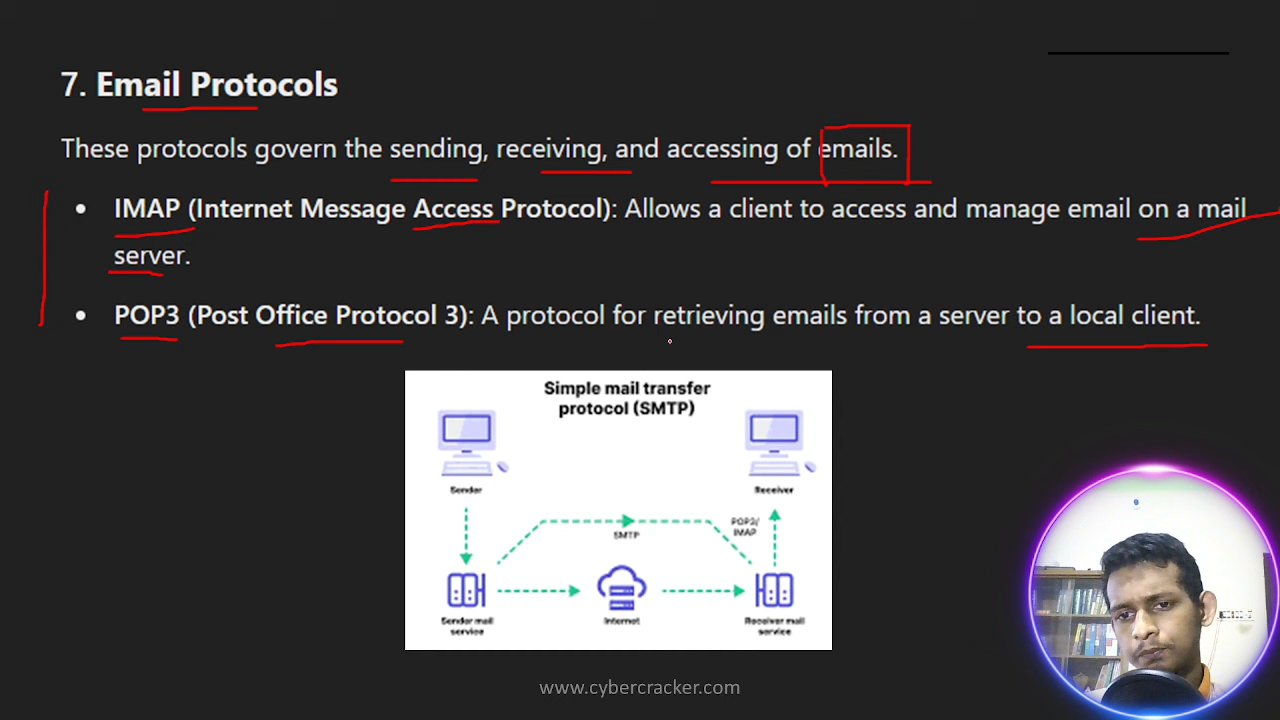 7. Email Protocols
These protocols govern the sending, receiving, and accessing of emails.
• IMAP (Internet Message Access Protocol): Allows a client to access and manage email on a mail
server.
• POP3 (Post Office Protocol 3): A protocol for retrieving emails from a server to a local client.
Simple mail transfer
protocol (SMTP)
Sender
Receiver
SMTP
POP3/
IMAP
Sender mail
service
Internet
Receiver mail
service
www.cybercracker.com